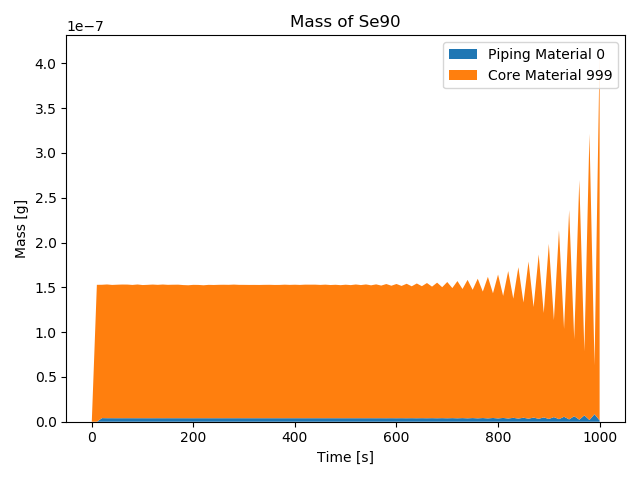 Mass of Se90
1e−7
Piping Material 0
Core Material 999
4.0
3.5
3.0
2.5
2.0
1.5
1.0
0.5
0.0
Mass [g]
0 200 400 600 800 1000
Time [s]